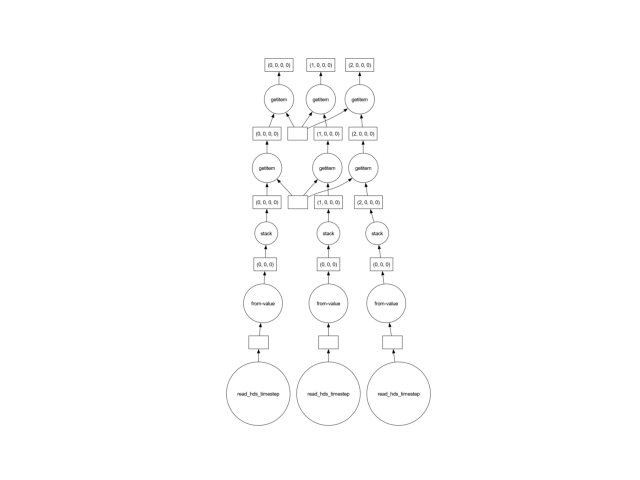 (0, 0, 0, 0) (1, 0, 0, 0) (2, 0, 0, 0)
getitem getitem getitem
(0, 0, 0, 0) (1, 0, 0, 0) (2, 0, 0, 0)
getitem getitem getitem
(0, 0, 0, 0) (1, 0, 0, 0) (2, 0, 0, 0)
stack stack stack
(0, 0, 0) (0, 0, 0) (0, 0, 0)
from-value from-value from-value
read_hds_timestep read_hds_timestep read_hds_timestep